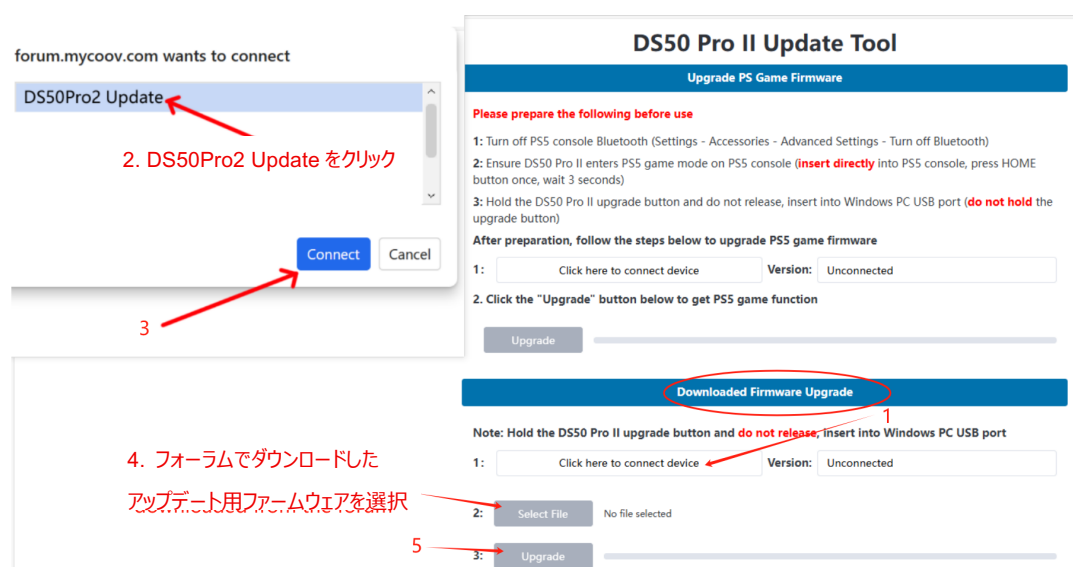 forum.mycoov.com wants to connect
DS50Pro2 Update
2. DS50Pro2 Update をクリック
Connect
Cancel
3
DS50 Pro II Update Tool
Upgrade PS Game Firmware
Please prepare the following before use
1: Turn off PS5 console Bluetooth (Settings - Accessories - Advanced Settings - Turn off Bluetooth)
2: Ensure DS50 Pro II enters PS5 game mode on PS5 console (insert directly into PS5 console, press HOME
button once, wait 3 seconds)
3: Hold the DS50 Pro II upgrade button and do not release, insert into Windows PC USB port (do not hold the
upgrade button)
After preparation, follow the steps below to upgrade PS5 game firmware
1: Click here to connect device Version: Unconnected
2. Click the "Upgrade" button below to get PS5 game function
Upgrade
Downloaded Firmware Upgrade
1
Note: Hold the DS50 Pro II upgrade button and do not release, insert into Windows PC USB port
1: Click here to connect device Version: Unconnected
4. フォーラムでダウンロードした
アップデート用ファームウェアを選択
2: Select File No file selected
5
3: Upgrade